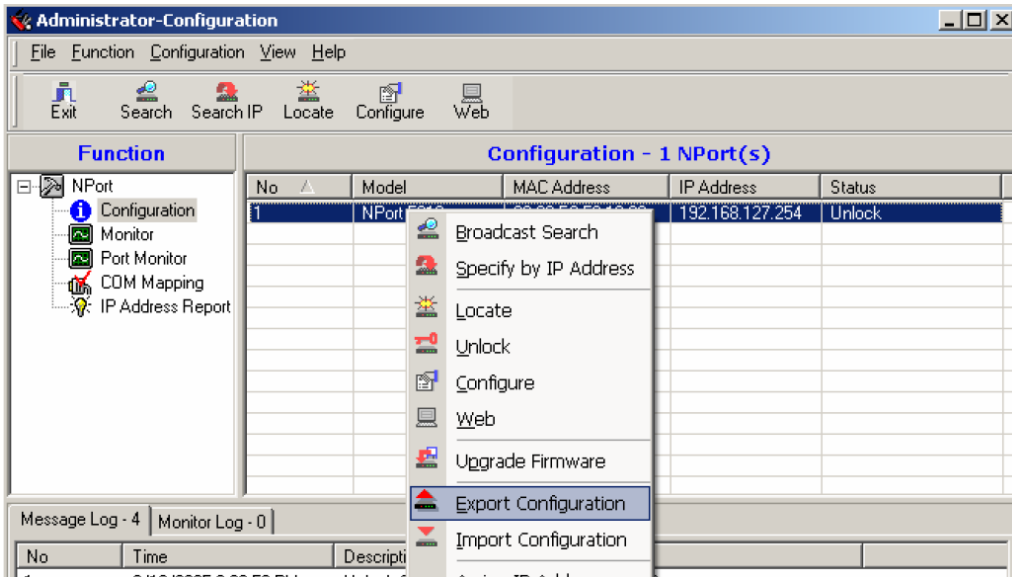 Administrator-Configuration
File Function Configuration View Help
Exit Search Search IP Locate Configure Web
Function
Configuration - 1 NPort(s)
NPort
Configuration
Monitor
Port Monitor
COM Mapping
IP Address Report
No Model MAC Address IP Address Status
1 NPort 192.168.127.254 Unlock
Broadcast Search
Specify by IP Address
Locate
Unlock
Configure
Web
Upgrade Firmware
Export Configuration
Import Configuration
Message Log - 4 Monitor Log - 0
No Time Descripti